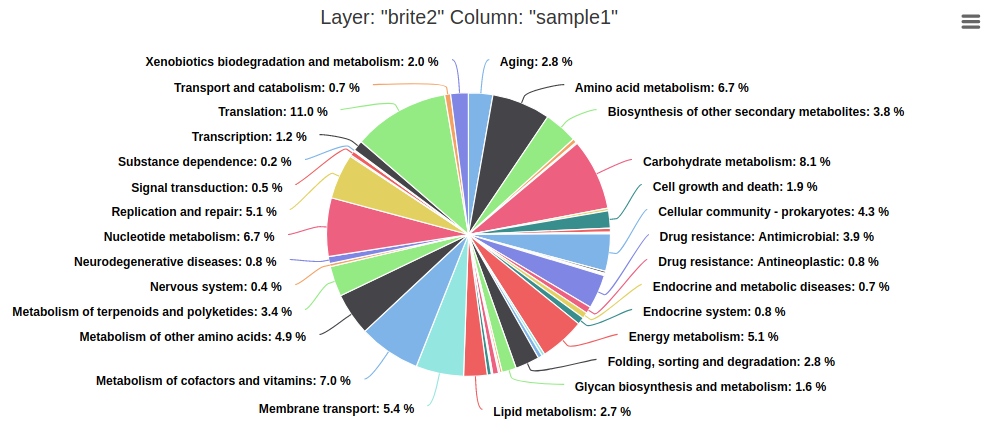 Layer: "brite2" Column: "sample1"
Xenobiotics biodegradation and metabolism: 2.0 %
Aging: 2.8 %
Transport and catabolism: 0.7 %
Amino acid metabolism: 6.7 %
Translation: 11.0 %
Biosynthesis of other secondary metabolites: 3.8 %
Transcription: 1.2 %
Substance dependence: 0.2 %
Carbohydrate metabolism: 8.1 %
Signal transduction: 0.5 %
Cell growth and death: 1.9 %
Replication and repair: 5.1 %
Cellular community - prokaryotes: 4.3 %
Nucleotide metabolism: 6.7 %
Drug resistance: Antimicrobial: 3.9 %
Neurodegenerative diseases: 0.8 %
Drug resistance: Antineoplastic: 0.8 %
Nervous system: 0.4 %
Endocrine and metabolic diseases: 0.7 %
Metabolism of terpenoids and polyketides: 3.4 %
Endocrine system: 0.8 %
Metabolism of other amino acids: 4.9 %
Energy metabolism: 5.1 %
Folding, sorting and degradation: 2.8 %
Metabolism of cofactors and vitamins: 7.0 %
Glycan biosynthesis and metabolism: 1.6 %
Membrane transport: 5.4 %
Lipid metabolism: 2.7 %